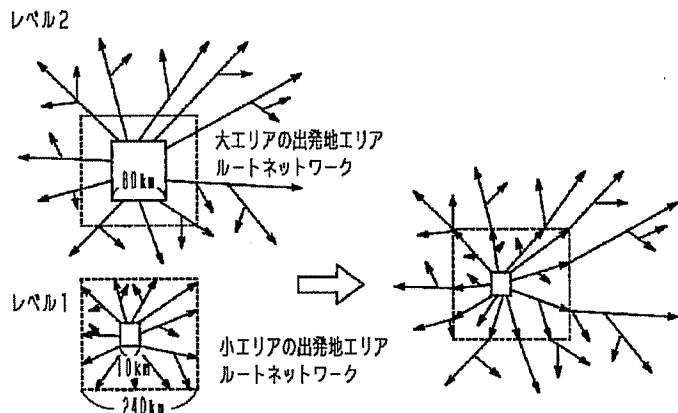 レベル2
大エリアの出発地エリア
ルートネットワーク
80km
レベル1
小エリアの出発地エリア
ルートネットワーク
10km
240km